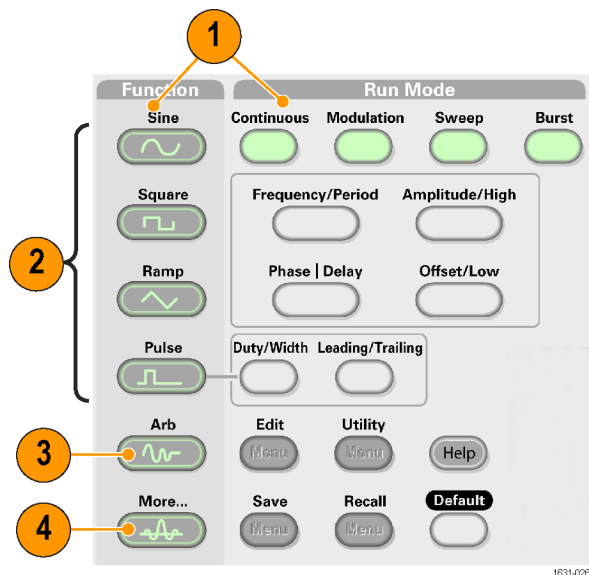 1
Function
Run Mode
Sine
Continuous
Modulation
Sweep
Burst
2
Square
Frequency/Period
Amplitude/High
Ramp
Phase | Delay
Offset/Low
Pulse
Duty/Width
Leading/Trailing
3
Arb
Edit
Utility
Menu
Menu
Help
4
More...
Save
Recall
Default
Menu
Menu
1631-026